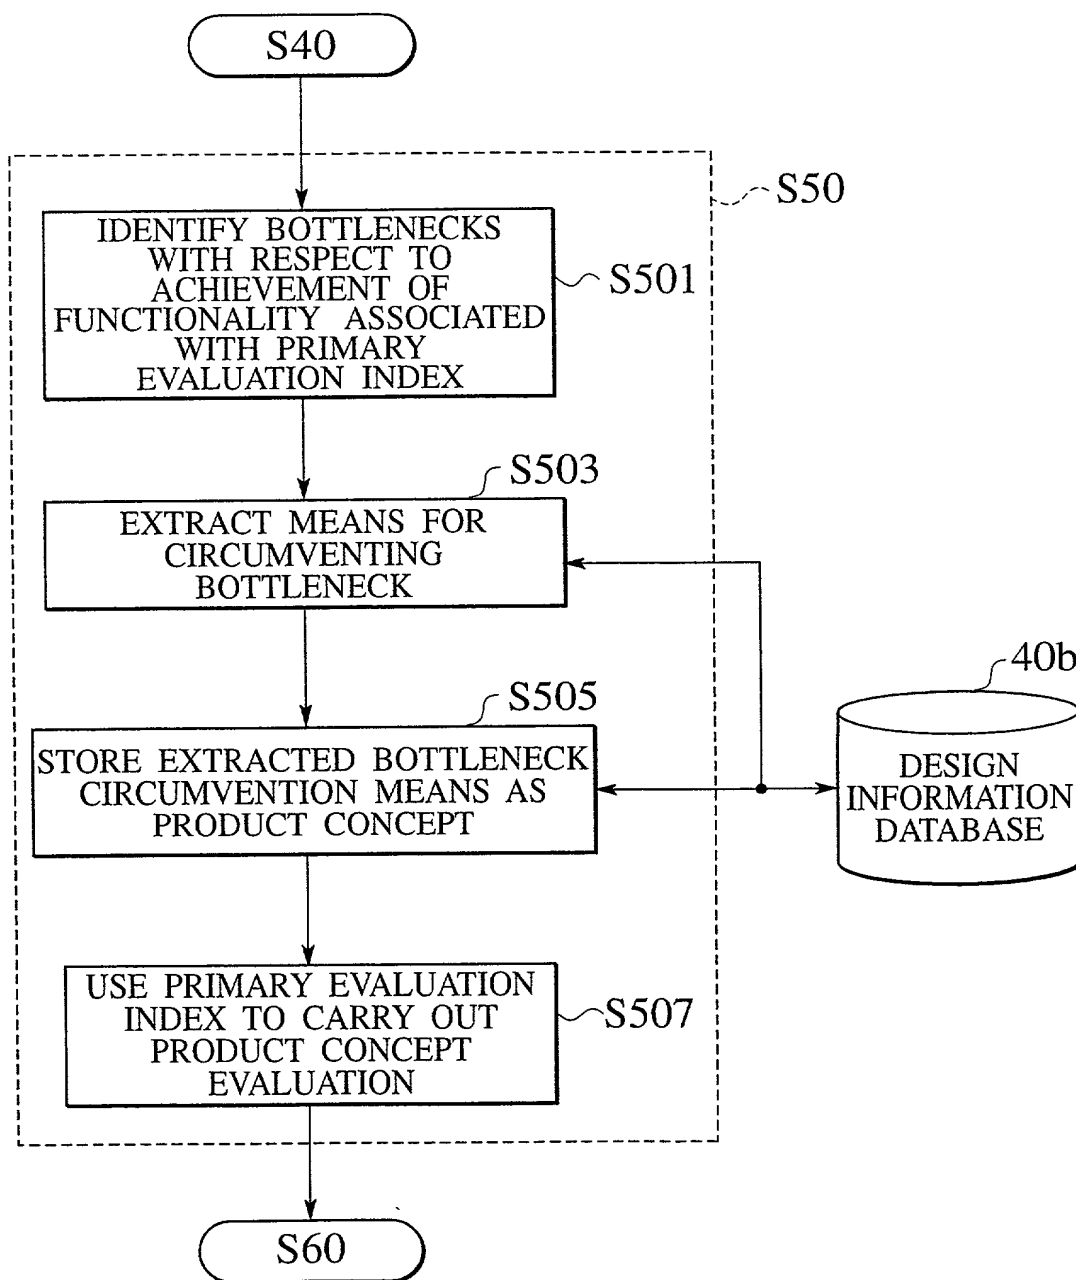 S40
S50
IDENTIFY BOTTLENECKS
WITH RESPECT TO
ACHIEVEMENT OF
FUNCTIONALITY ASSOCIATED
WITH PRIMARY
EVALUATION INDEX
S501
S503
EXTRACT MEANS FOR
CIRCUMVENTING
BOTTLENECK
S505
STORE EXTRACTED BOTTLENECK
CIRCUMVENTION MEANS AS
PRODUCT CONCEPT
40b
DESIGN
INFORMATION
DATABASE
USE PRIMARY EVALUATION
INDEX TO CARRY OUT
PRODUCT CONCEPT
EVALUATION
S507
S60